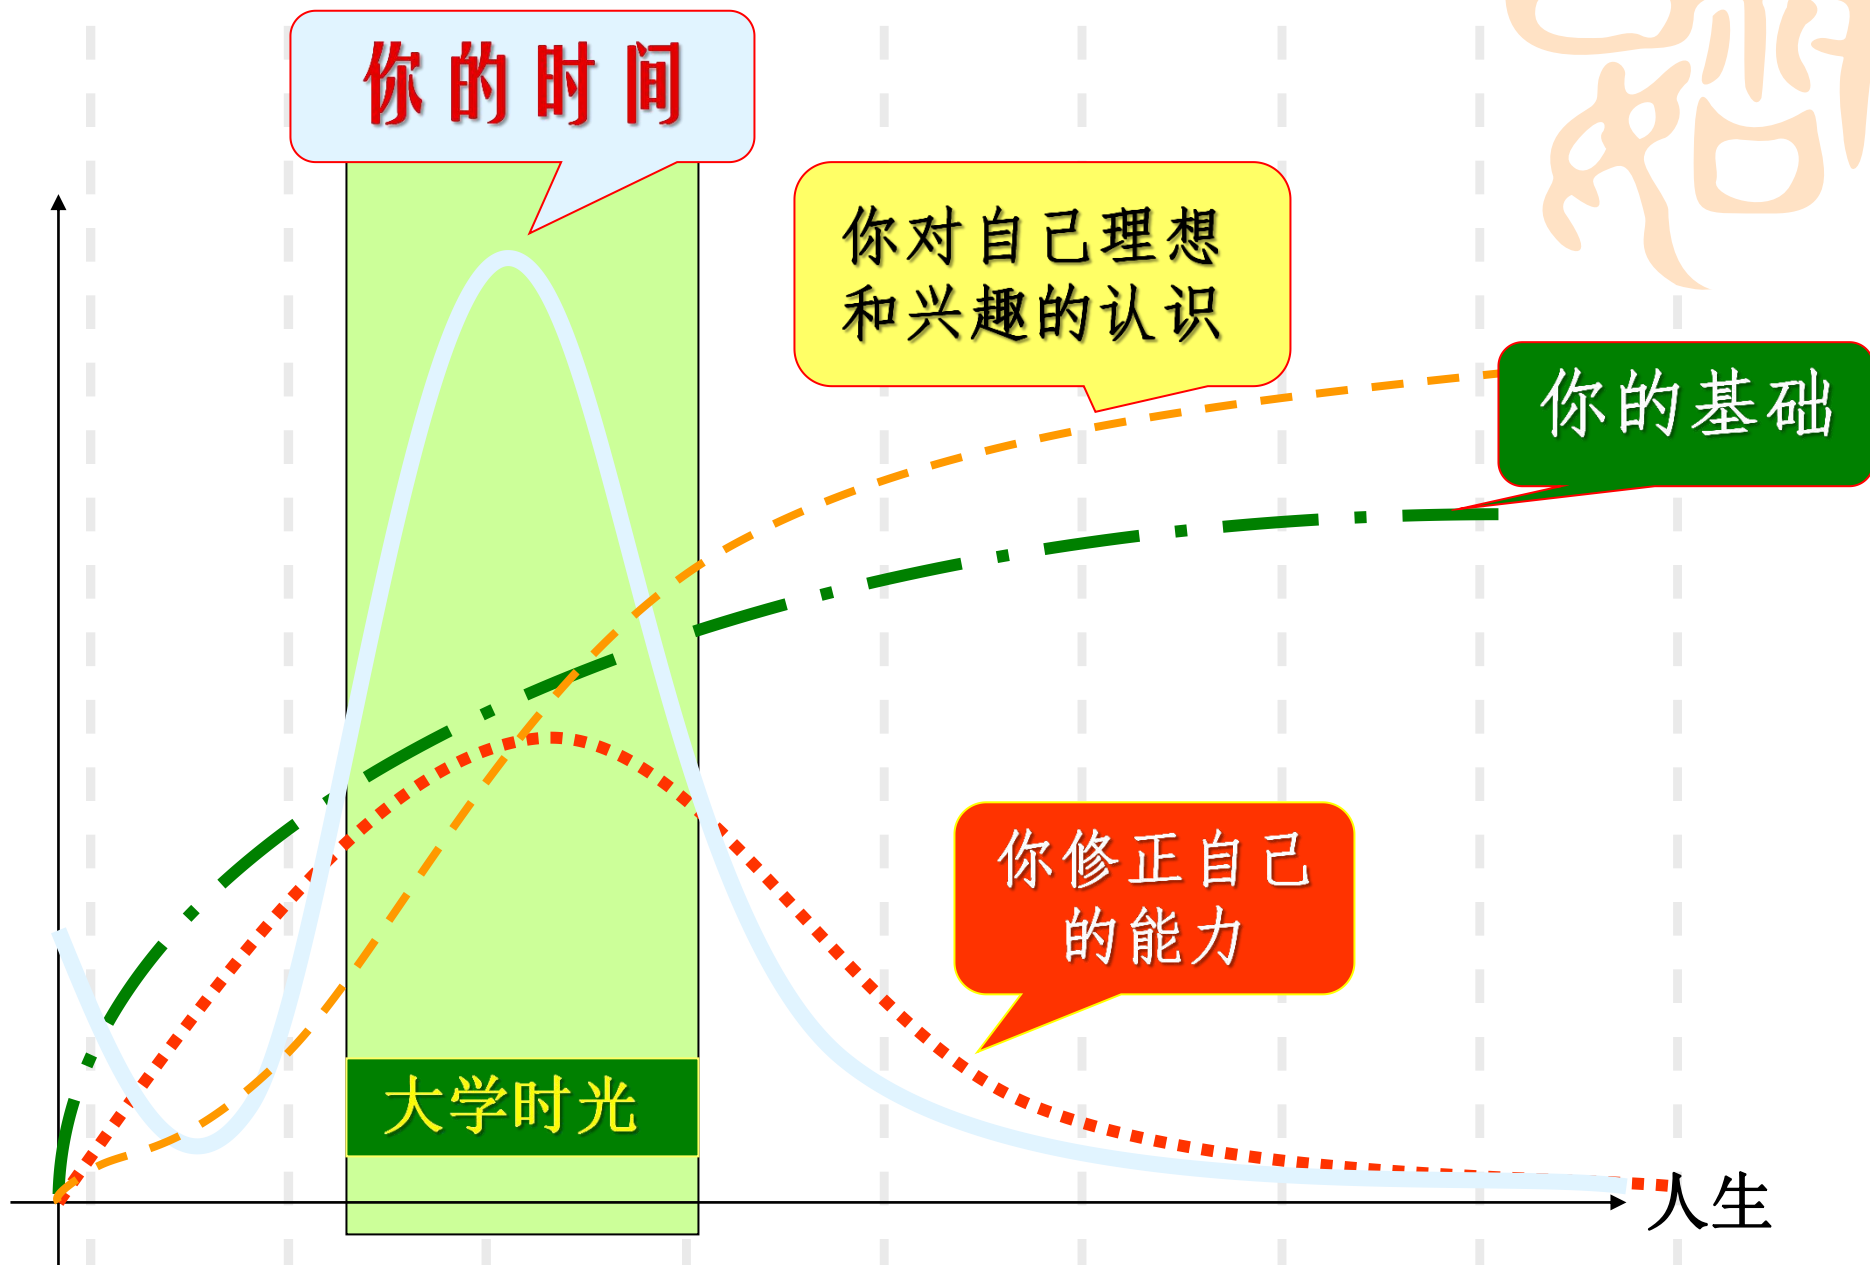 你的时间
你对自己理想
和兴趣的认识
你的基础
你修正自己
的能力
大学时光
人生